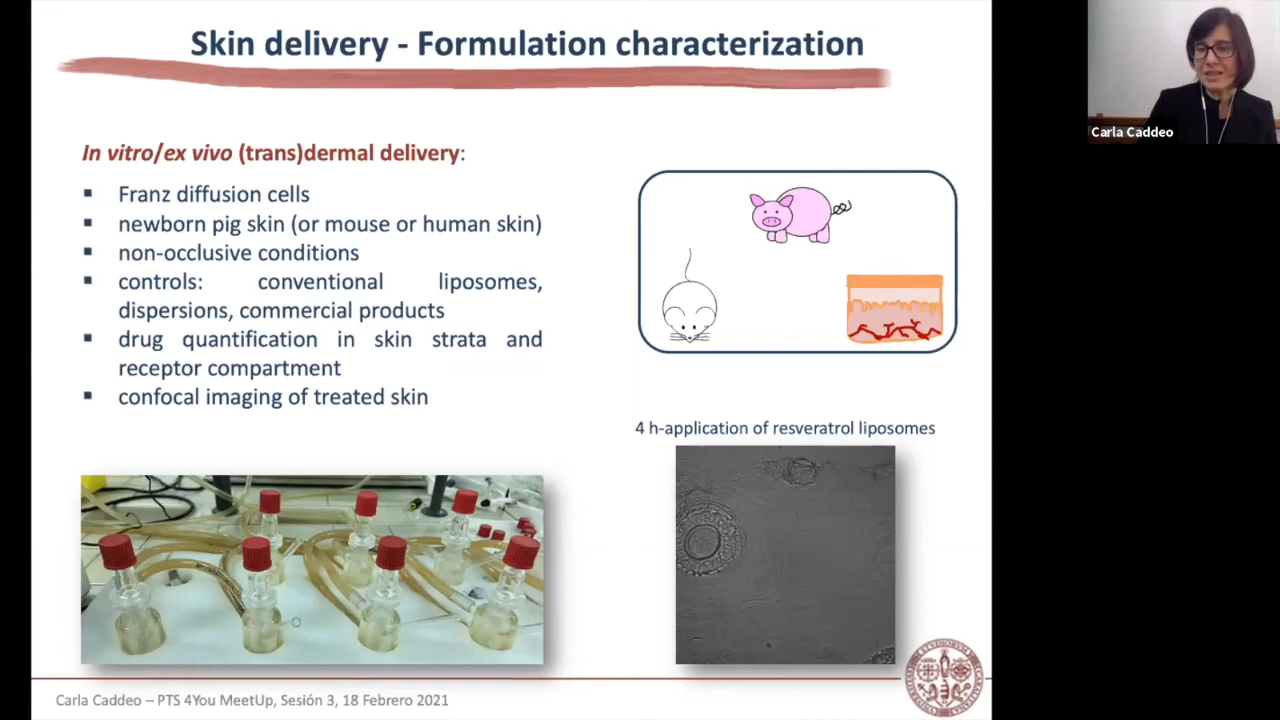 Skin delivery - Formulation characterization
Carla Caddeo
In vitro/ex vivo (trans)dermal delivery:
▪ Franz diffusion cells
▪ newborn pig skin (or mouse or human skin)
▪ non-occlusive conditions
▪ controls: conventional liposomes,
dispersions, commercial products
▪ drug quantification in skin strata and
receptor compartment
▪ confocal imaging of treated skin
4 h-application of resveratrol liposomes
Carla Caddeo – PTS 4You MeetUp, Sesión 3, 18 Febrero 2021